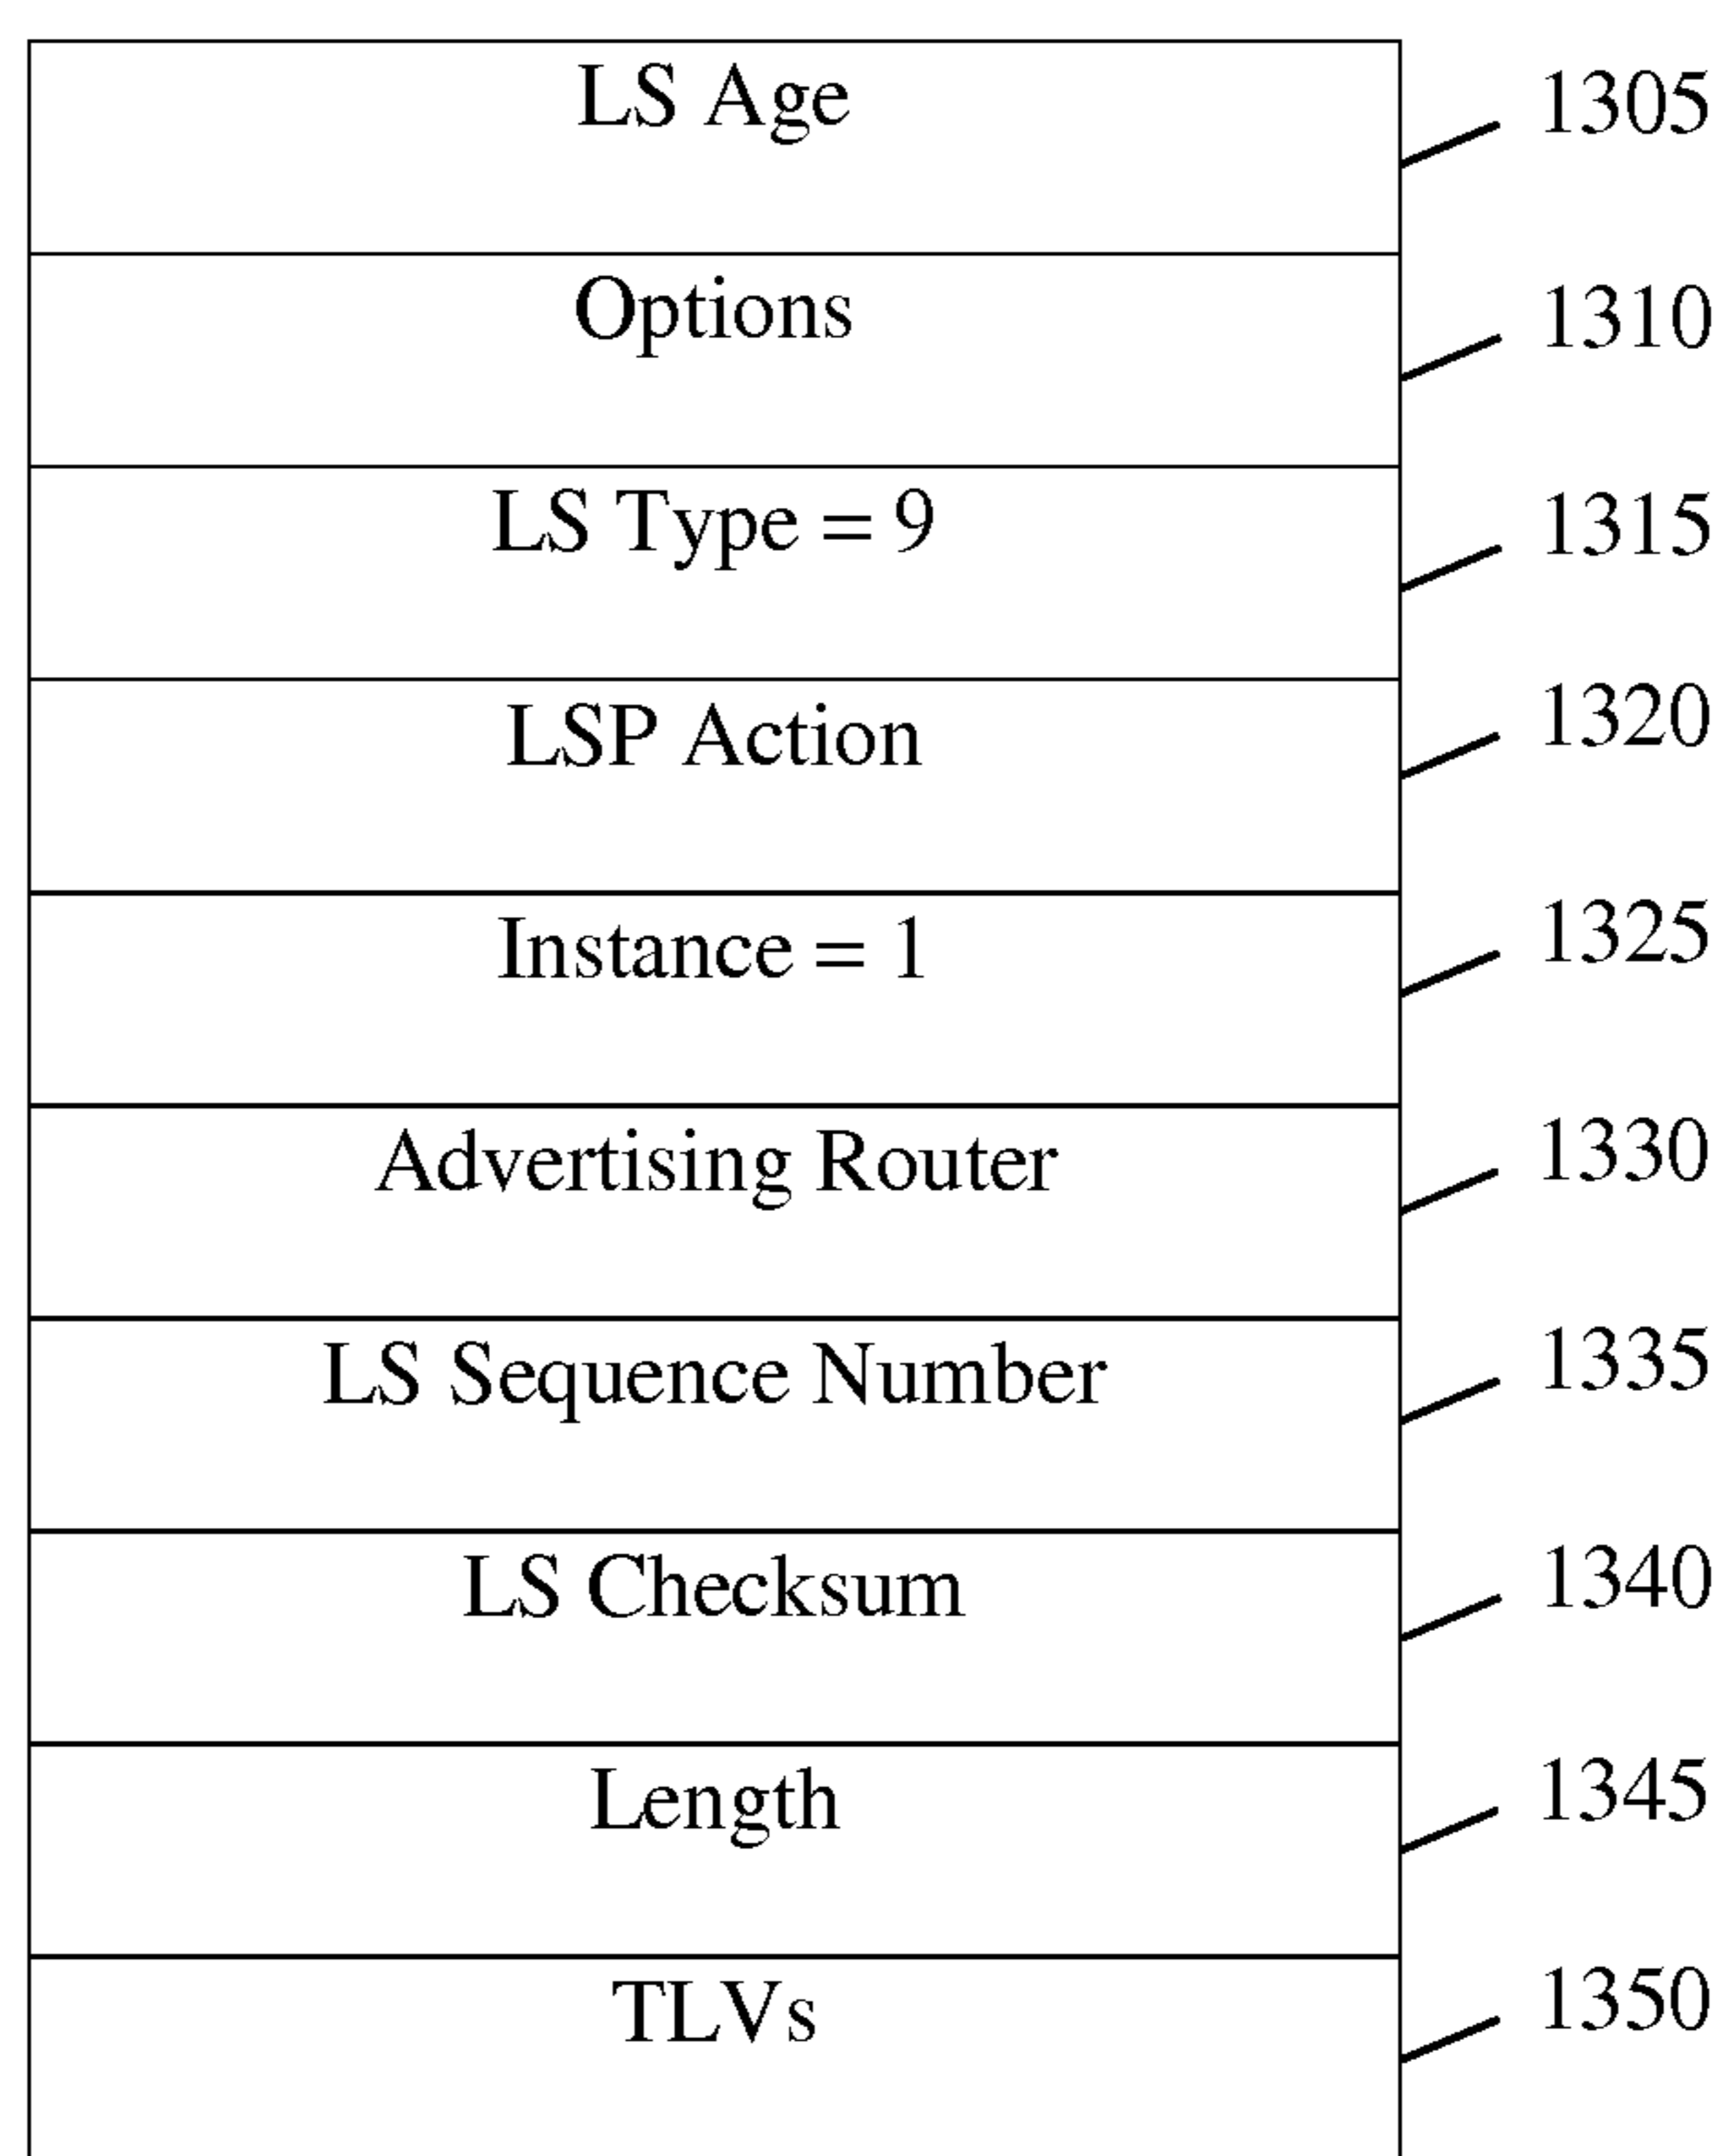 LS Age 1305
Options 1310
LS Type = 9 1315
LSP Action 1320
Instance = 1 1325
Advertising Router 1330
LS Sequence Number 1335
LS Checksum 1340
Length 1345
TLVs 1350